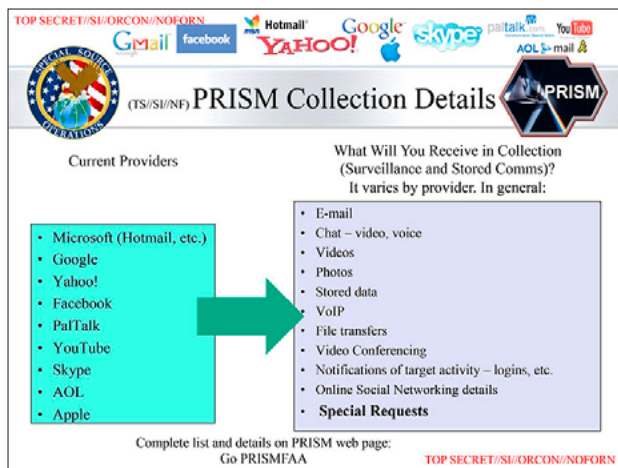 TOP SECRET//SI//ORCON//NOFORN
Gmail
facebook
msn Hotmail®
YAHOO!
Google
skype
paltalk.com
YouTube
AOL mail
SPECIAL SOURCE OPERATIONS
(TS//SI//NF) PRISM Collection Details
PRISM
Current Providers
• Microsoft (Hotmail, etc.)
• Google
• Yahoo!
• Facebook
• PalTalk
• YouTube
• Skype
• AOL
• Apple
What Will You Receive in Collection
(Surveillance and Stored Comms)?
It varies by provider. In general:
• E-mail
• Chat – video, voice
• Videos
• Photos
• Stored data
• VoIP
• File transfers
• Video Conferencing
• Notifications of target activity – logins, etc.
• Online Social Networking details
• Special Requests
Complete list and details on PRISM web page:
Go PRISMFAA
TOP SECRET//SI//ORCON//NOFORN